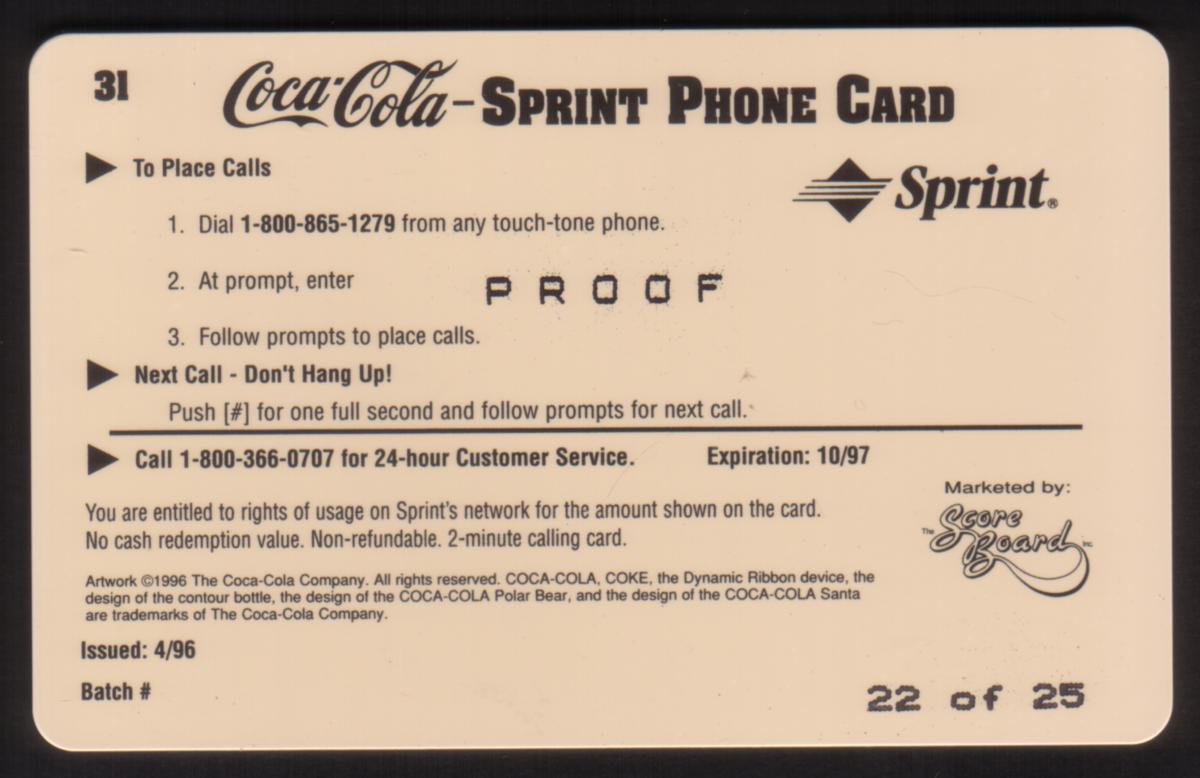 31
Coca-Cola - SPRINT PHONE CARD
To Place Calls
Sprint®
1. Dial 1-800-865-1279 from any touch-tone phone.
2. At prompt, enter PROOF
3. Follow prompts to place calls.
Next Call - Don't Hang Up!
Push [#] for one full second and follow prompts for next call.
Call 1-800-366-0707 for 24-hour Customer Service. Expiration: 10/97
Marketed by:
The Score Board Inc
You are entitled to rights of usage on Sprint's network for the amount shown on the card.
No cash redemption value. Non-refundable. 2-minute calling card.
Artwork ©1996 The Coca-Cola Company. All rights reserved. COCA-COLA, COKE, the Dynamic Ribbon device, the
design of the contour bottle, the design of the COCA-COLA Polar Bear, and the design of the COCA-COLA Santa
are trademarks of The Coca-Cola Company.
Issued: 4/96
Batch #
22 of 25